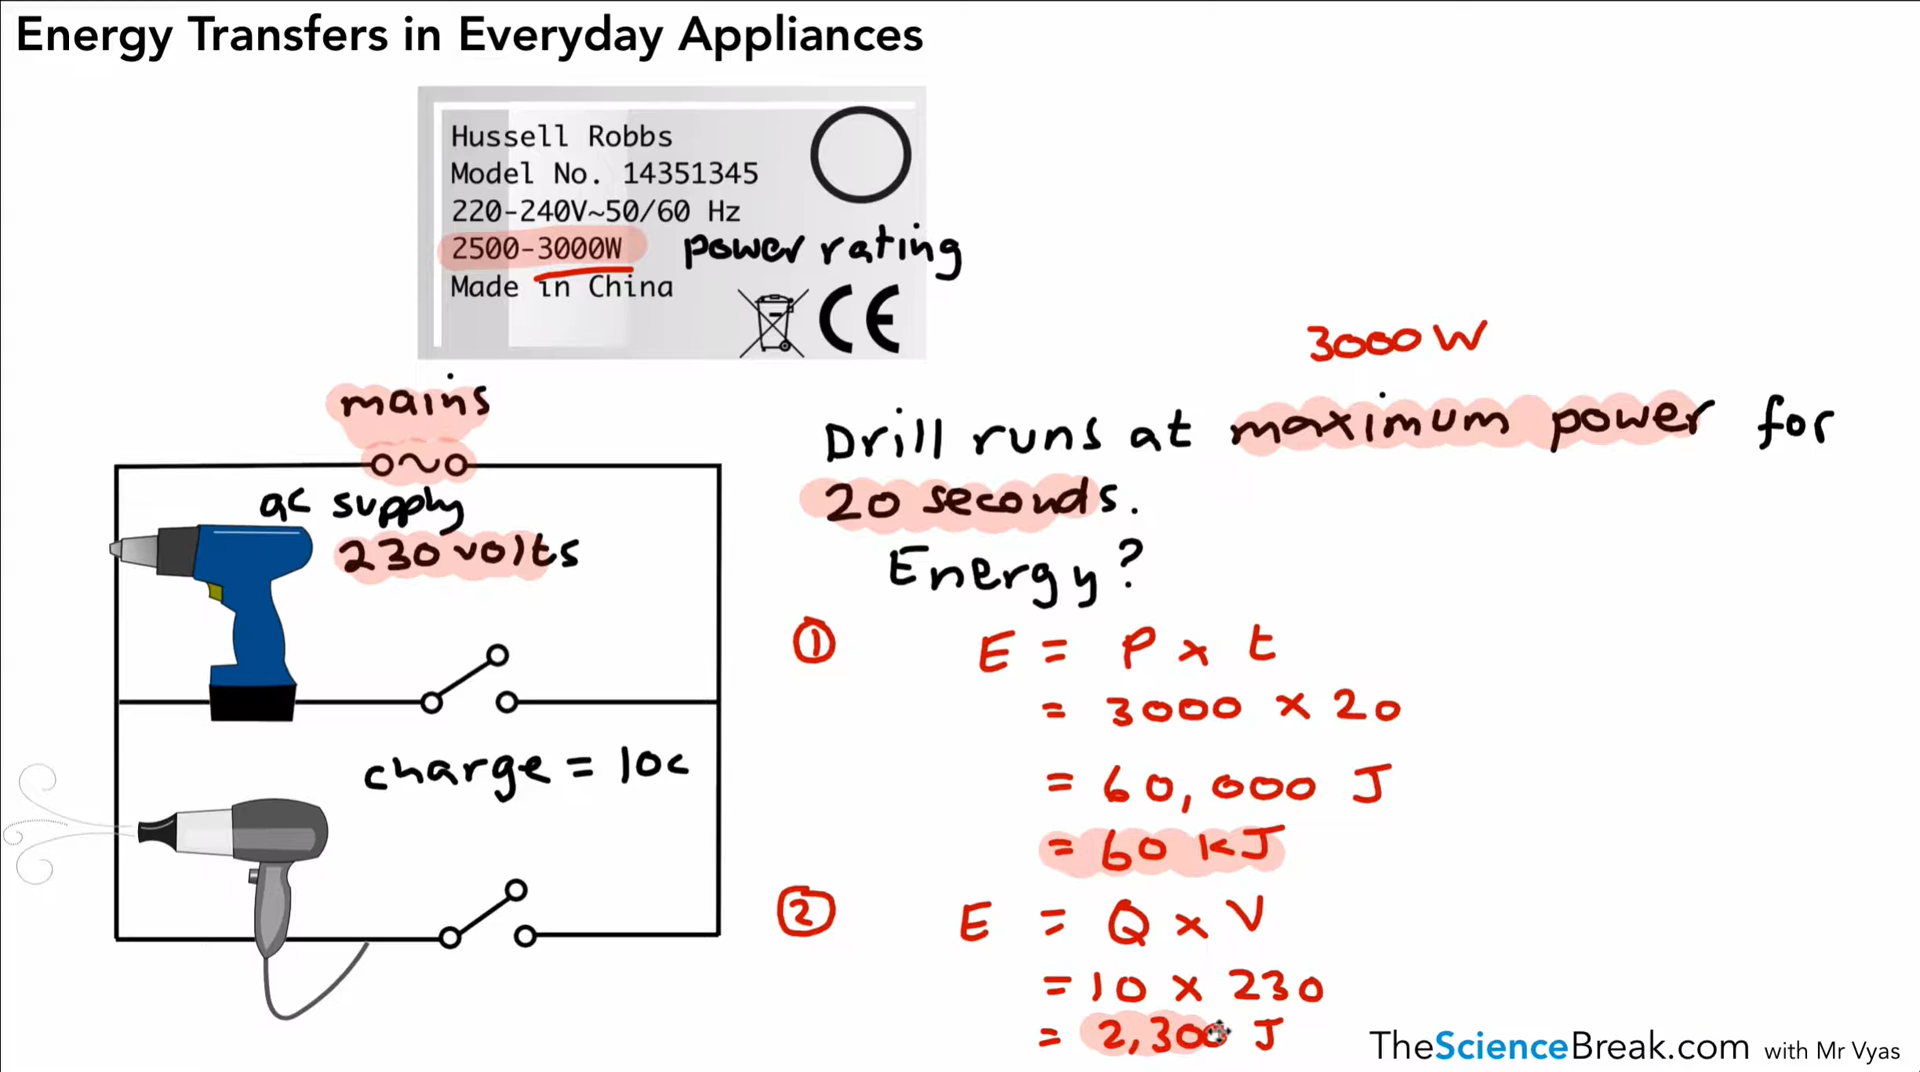 Energy Transfers in Everyday Appliances
Hussell Robbs
Model No. 14351345
220-240V~50/60 Hz
2500-3000W
power rating
Made in China
CE
mains
ac supply
230 volts
charge = 10c
3000 W
Drill runs at maximum power for
20 seconds.
Energy?
① E = P x t
= 3000 x 20
= 60,000 J
= 60 kJ
② E = Q x V
= 10 x 230
= 2,300 J
TheScienceBreak.com with Mr Vyas